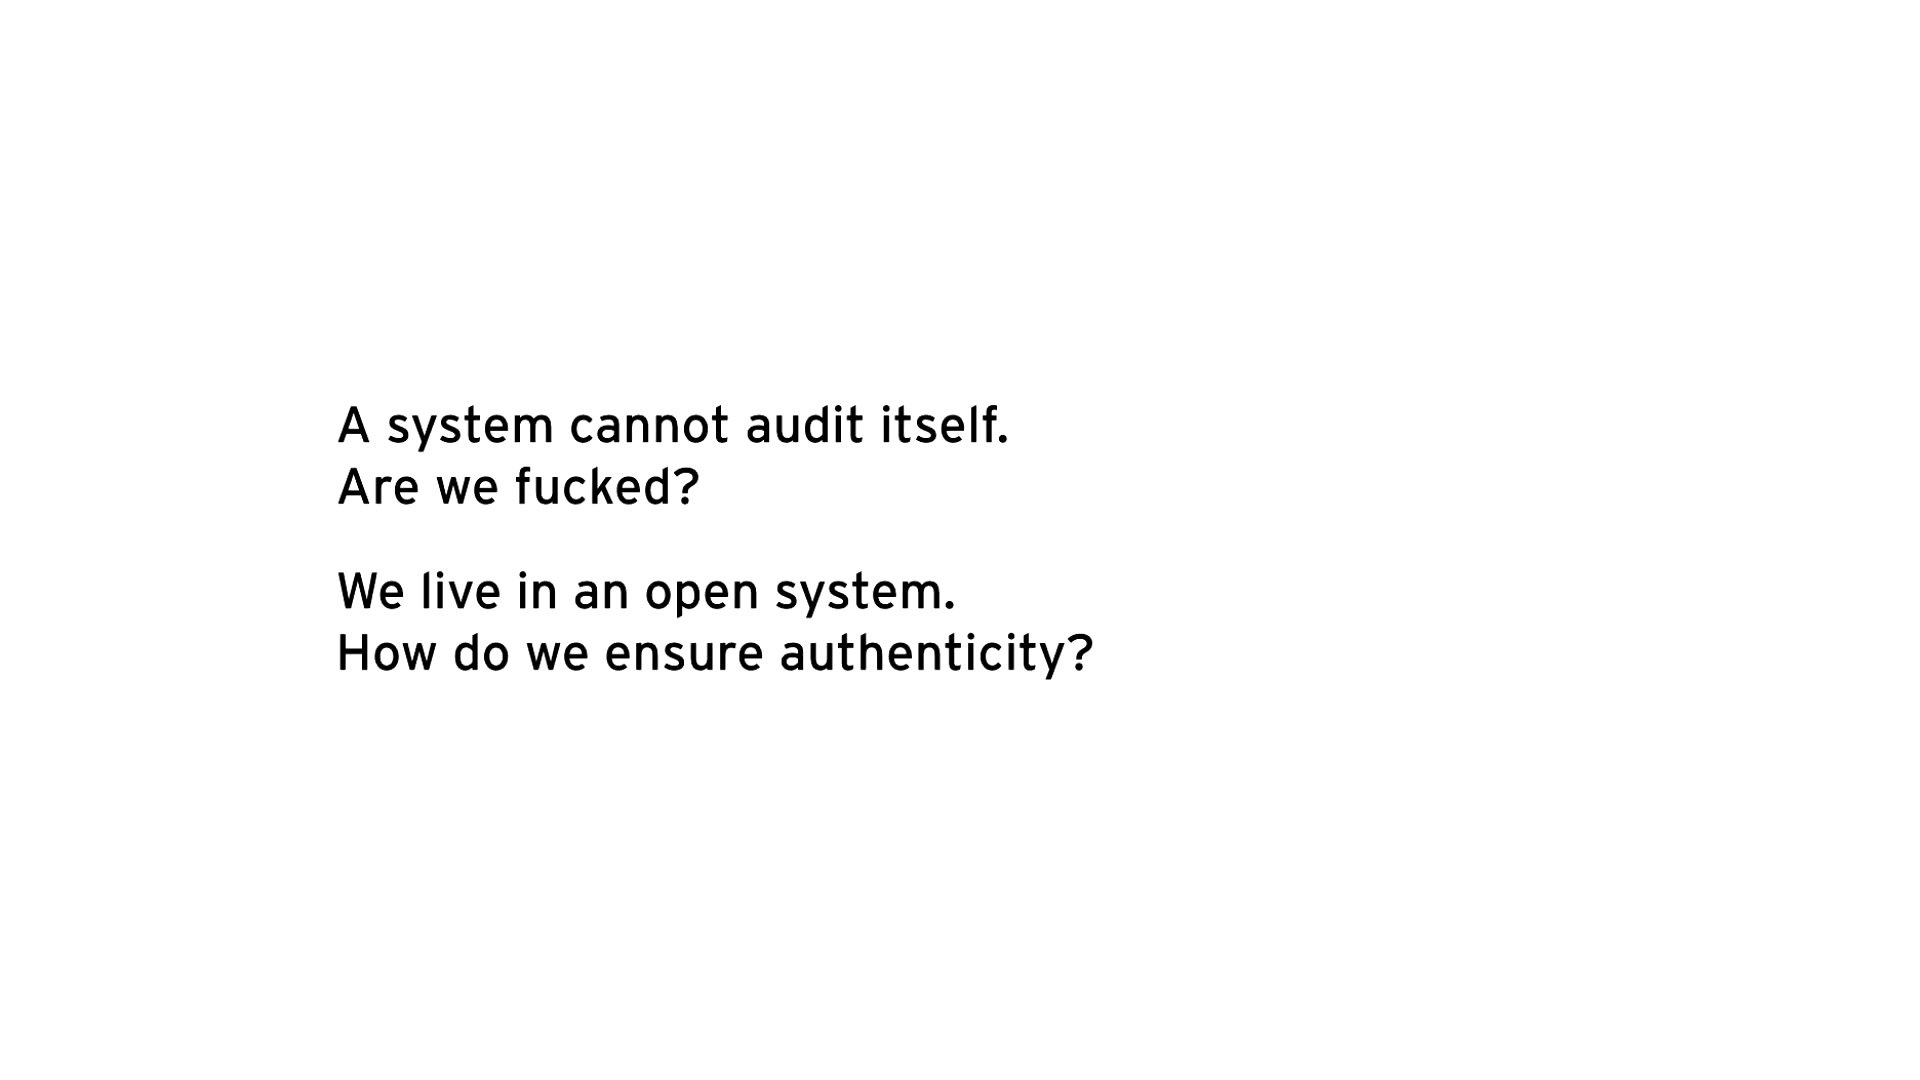 A system cannot audit itself.
Are we fucked?
We live in an open system.
How do we ensure authenticity?